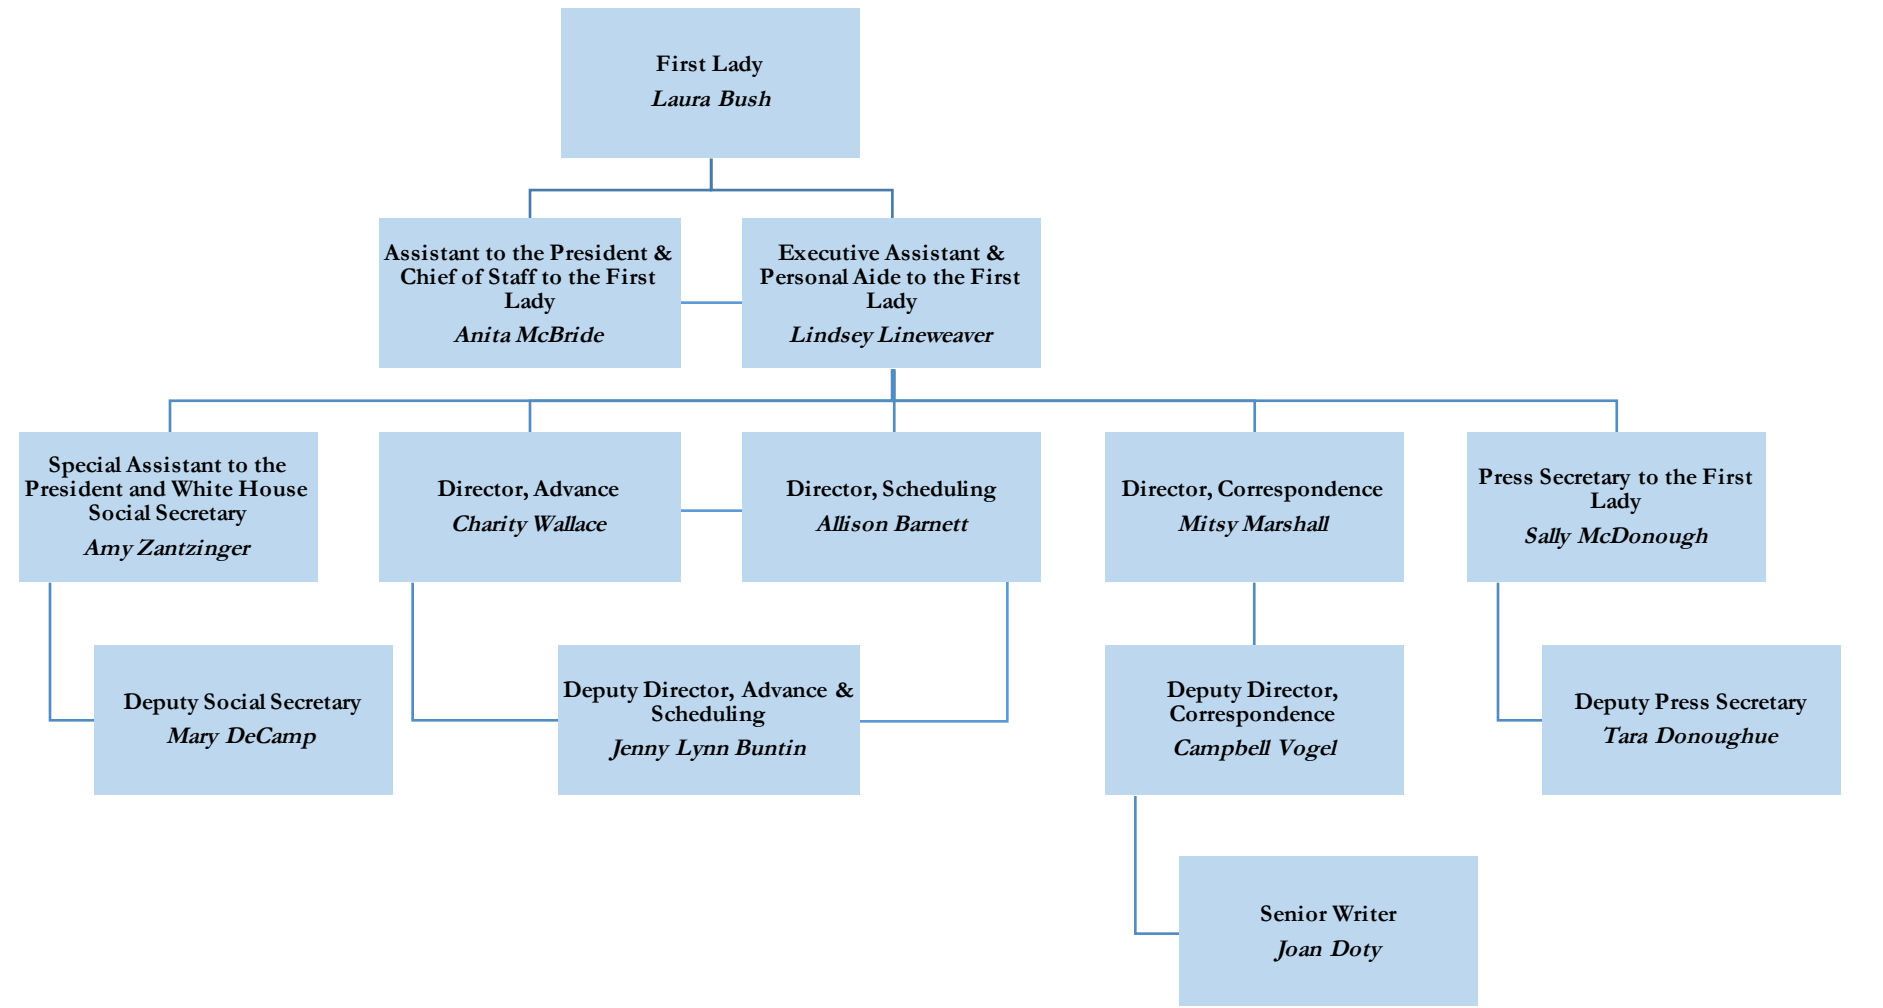 First Lady
Laura Bush
Assistant to the President &
Chief of Staff to the First
Lady
Anita McBride
Executive Assistant &
Personal Aide to the First
Lady
Lindsey Lineweaver
Special Assistant to the
President and White House
Social Secretary
Amy Zantzinger
Director, Advance
Charity Wallace
Director, Scheduling
Allison Barnett
Director, Correspondence
Mitsy Marshall
Press Secretary to the First
Lady
Sally McDonough
Deputy Social Secretary
Mary DeCamp
Deputy Director, Advance &
Scheduling
Jenny Lynn Buntin
Deputy Director,
Correspondence
Campbell Vogel
Deputy Press Secretary
Tara Donoughue
Senior Writer
Joan Doty